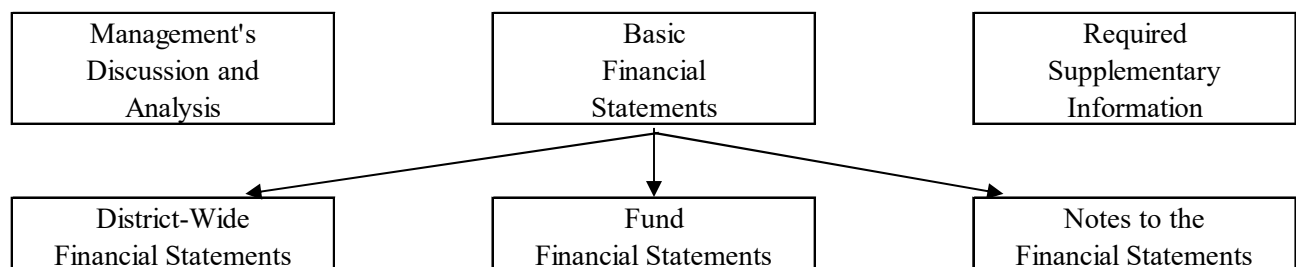 Management's
Discussion and
Analysis
Basic
Financial
Statements
Required
Supplementary
Information
District-Wide
Financial Statements
Fund
Financial Statements
Notes to the
Financial Statements